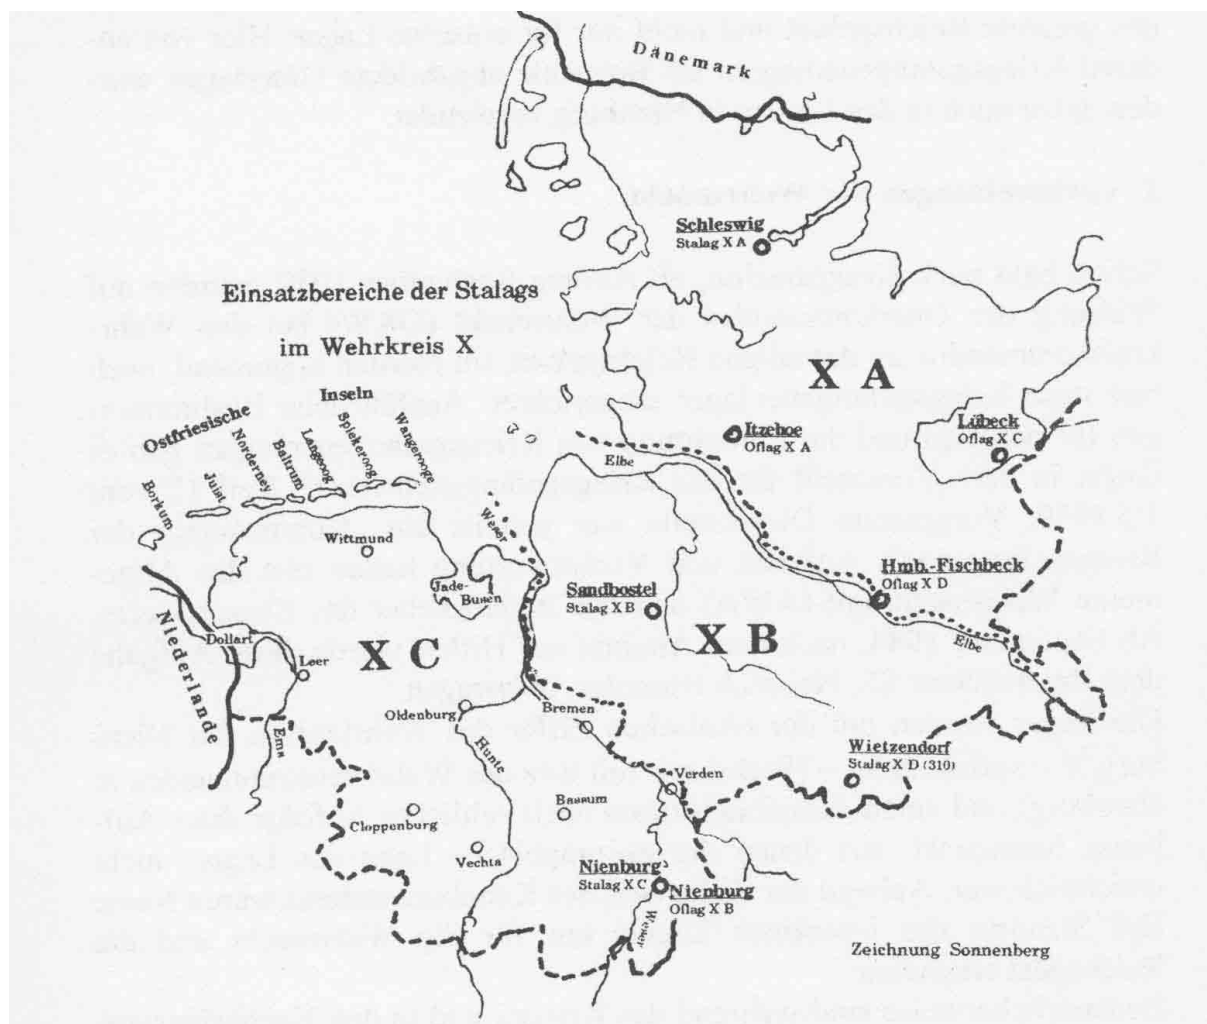 Dänemark
Schleswig
Stalag X A
Einsatzbereiche der Stalags
im Wehrkreis X
X A
Ostfriesische
Inseln
Borkum
Juist
Norderney
Baltrum
Langeoog
Spiekeroog
Wangerooge
Itzehoe
Oflag X A
Lübeck
Oflag X C
Elbe
Weser
Wittmund
Jade-
Busen
Hmb.-Fischbeck
Oflag X D
Sandbostel
Stalag X B
X B
Elbe
Niederlande
Dollart
Leer
X C
Ems
Oldenburg
Bremen
Hunte
Wietzendorf
Stalag X D (310)
Verden
Bassum
Cloppenburg
Vechta
Nienburg
Stalag X C
Nienburg
Oflag X B
Weser
Zeichnung Sonnenberg